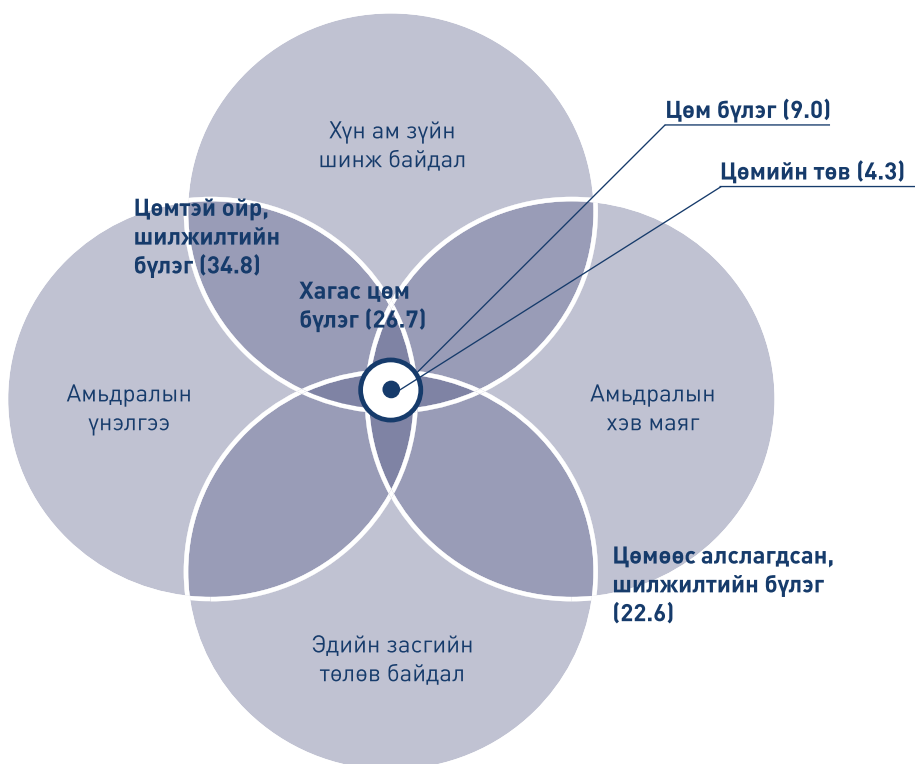 Цөм бүлэг (9.0)
Хүн ам зүйн
шинж байдал
Цөмийн төв (4.3)
Цөмтэй ойр,
шилжилтийн
бүлэг (34.8)
Хагас цөм
бүлэг (26.7)
Амьдралын
үнэлгээ
Амьдралын
хэв маяг
Цөмөөс алслагдсан,
шилжилтийн бүлэг
(22.6)
Эдийн засгийн
төлөв байдал